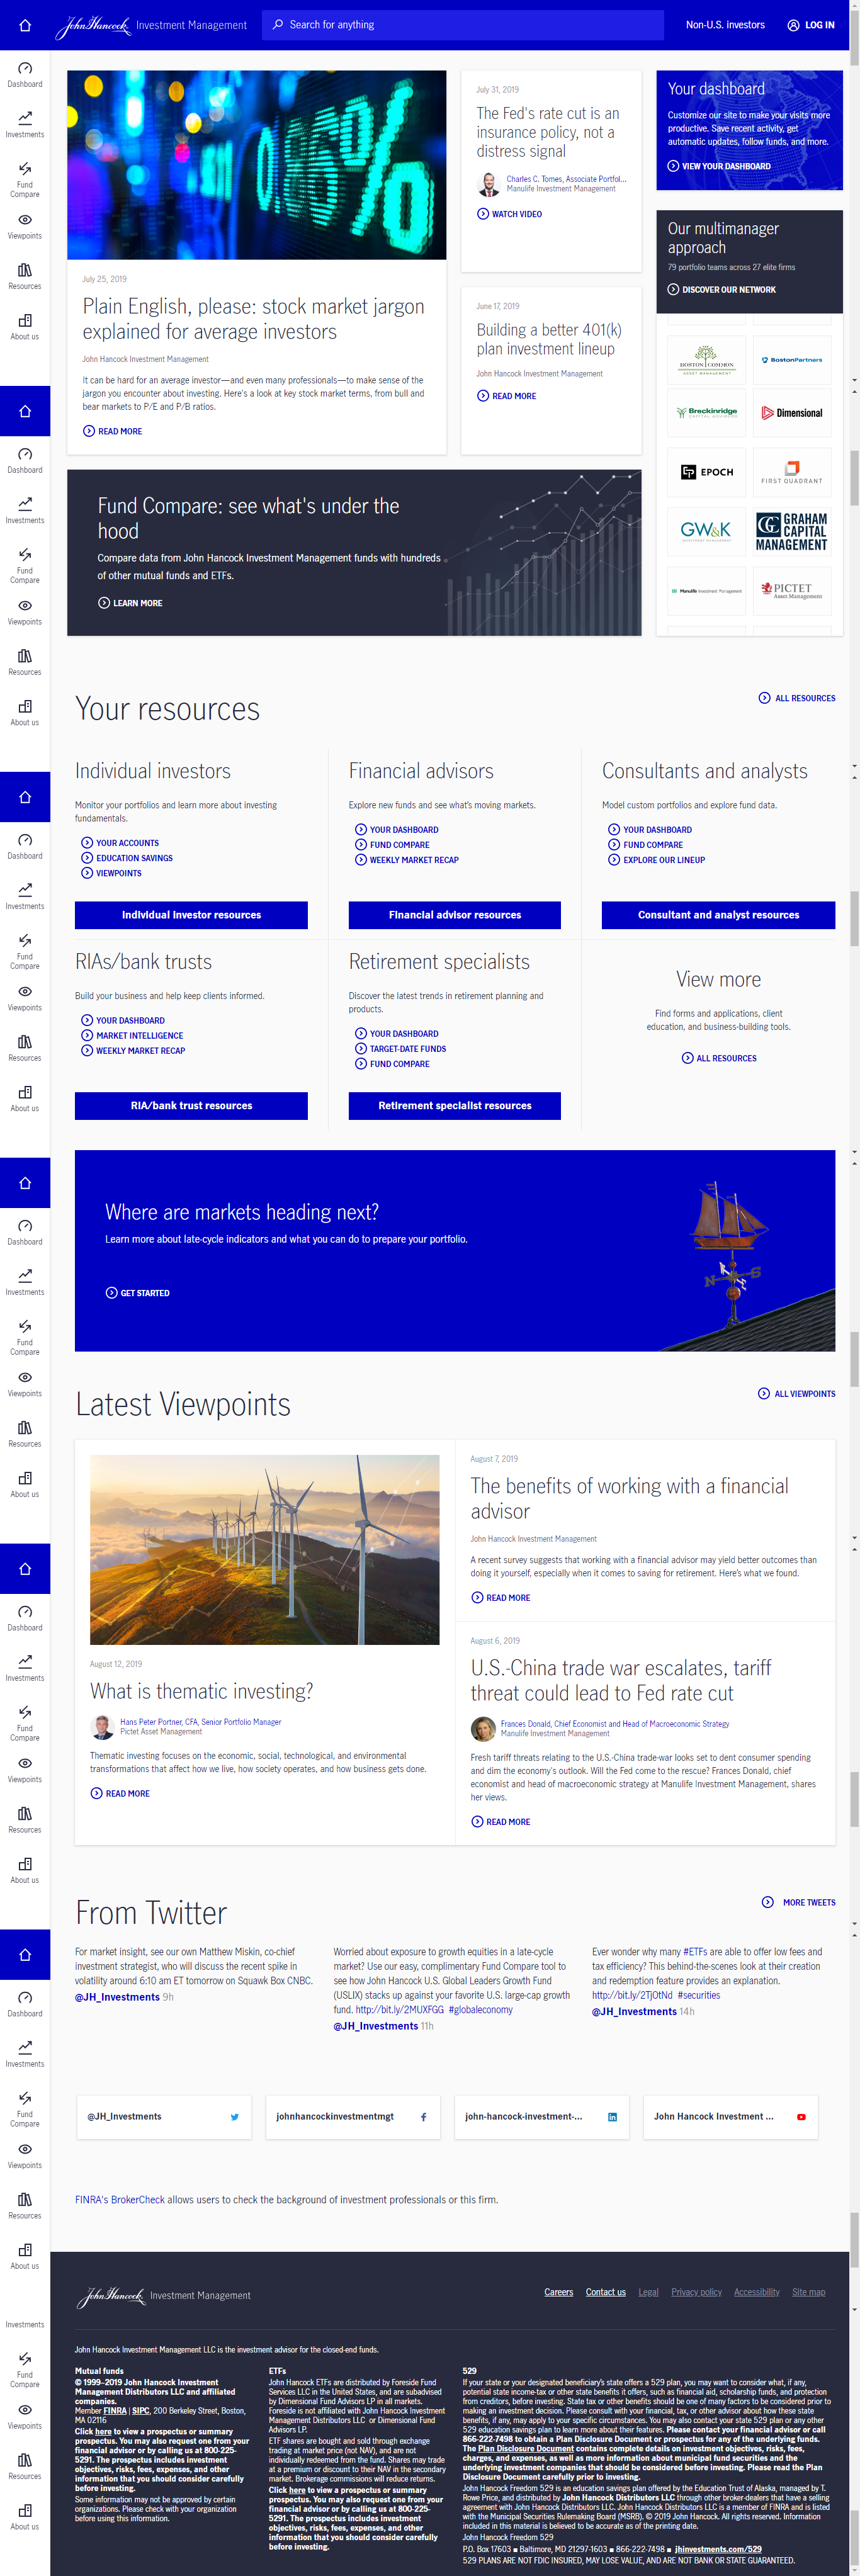 John Hancock Investment Management
Search for anything
Non-U.S. investors
LOG IN
Dashboard
Investments
Fund
Compare
Viewpoints
Resources
About us
July 25, 2019
Plain English, please: stock market jargon
explained for average investors
John Hancock Investment Management
It can be hard for an average investor—and even many professionals—to make sense of the
jargon you encounter about investing. Here's a look at key stock market terms, from bull and
bear markets to P/E and P/B ratios.
READ MORE
July 31, 2019
The Fed's rate cut is an
insurance policy, not a
distress signal
Charles C. Tomes, Associate Portfol...
Manulife Investment Management
WATCH VIDEO
June 17, 2019
Building a better 401(k)
plan investment lineup
John Hancock Investment Management
READ MORE
Your dashboard
Customize our site to make your visits more
productive. Save recent activity, get
automatic updates, follow funds, and more.
VIEW YOUR DASHBOARD
Our multimanager
approach
79 portfolio teams across 27 elite firms
DISCOVER OUR NETWORK
BOSTON COMMON
ASSET MANAGEMENT
BostonPartners
Breckinridge
CAPITAL ADVISORS
Dimensional
EPOCH
FIRST QUADRANT
GW&K
INVESTMENT MANAGEMENT
GRAHAM
CAPITAL
MANAGEMENT
Manulife Investment Management
PICTET
Asset Management
Dashboard
Investments
Fund
Compare
Viewpoints
Resources
About us
Fund Compare: see what's under the
hood
Compare data from John Hancock Investment Management funds with hundreds
of other mutual funds and ETFs.
LEARN MORE
Your resources
ALL RESOURCES
Individual investors
Monitor your portfolios and learn more about investing
fundamentals.
YOUR ACCOUNTS
EDUCATION SAVINGS
VIEWPOINTS
Individual investor resources
Financial advisors
Explore new funds and see what's moving markets.
YOUR DASHBOARD
FUND COMPARE
WEEKLY MARKET RECAP
Financial advisor resources
Consultants and analysts
Model custom portfolios and explore fund data.
YOUR DASHBOARD
FUND COMPARE
EXPLORE OUR LINEUP
Consultant and analyst resources
Dashboard
Investments
Fund
Compare
Viewpoints
Resources
About us
RIAs/bank trusts
Build your business and help keep clients informed.
YOUR DASHBOARD
MARKET INTELLIGENCE
WEEKLY MARKET RECAP
RIA/bank trust resources
Retirement specialists
Discover the latest trends in retirement planning and
products.
YOUR DASHBOARD
TARGET-DATE FUNDS
FUND COMPARE
Retirement specialist resources
View more
Find forms and applications, client
education, and business-building tools.
ALL RESOURCES
Where are markets heading next?
Learn more about late-cycle indicators and what you can do to prepare your portfolio.
GET STARTED
Dashboard
Investments
Fund
Compare
Viewpoints
Resources
About us
Latest Viewpoints
ALL VIEWPOINTS
August 12, 2019
What is thematic investing?
Hans Peter Portner, CFA, Senior Portfolio Manager
Pictet Asset Management
Thematic investing focuses on the economic, social, technological, and environmental
transformations that affect how we live, how society operates, and how business gets done.
READ MORE
August 7, 2019
The benefits of working with a financial
advisor
John Hancock Investment Management
A recent survey suggests that working with a financial advisor may yield better outcomes than
doing it yourself, especially when it comes to saving for retirement. Here's what we found.
READ MORE
August 6, 2019
U.S.-China trade war escalates, tariff
threat could lead to Fed rate cut
Frances Donald, Chief Economist and Head of Macroeconomic Strategy
Manulife Investment Management
Fresh tariff threats relating to the U.S.-China trade-war looks set to dent consumer spending
and dim the economy's outlook. Will the Fed come to the rescue? Frances Donald, chief
economist and head of macroeconomic strategy at Manulife Investment Management, shares
her views.
READ MORE
Dashboard
Investments
Fund
Compare
Viewpoints
Resources
About us
From Twitter
MORE TWEETS
For market insight, see our own Matthew Miskin, co-chief
investment strategist, who will discuss the recent spike in
volatility around 6:10 am ET tomorrow on Squawk Box CNBC.
@JH_Investments 9h
Worried about exposure to growth equities in a late-cycle
market? Use our easy, complimentary Fund Compare tool to
see how John Hancock U.S. Global Leaders Growth Fund
(USLIX) stacks up against your favorite U.S. large-cap growth
fund. http://bit.ly/2MUXFGG #globaleconomy
@JH_Investments 11h
Ever wonder why many #ETFs are able to offer low fees and
tax efficiency? This behind-the-scenes look at their creation
and redemption feature provides an explanation.
http://bit.ly/2TjOtNd #securities
@JH_Investments 14h
@JH_Investments
johnhancockinvestmentmgt
john-hancock-investment-...
John Hancock Investment ...
FINRA's BrokerCheck allows users to check the background of investment professionals or this firm.
Dashboard
Investments
Fund
Compare
Viewpoints
Resources
About us
John Hancock Investment Management
Careers Contact us Legal Privacy policy Accessibility Site map
John Hancock Investment Management LLC is the investment advisor for the closed-end funds.
Mutual funds
© 1999–2019 John Hancock Investment
Management Distributors LLC and affiliated
companies.
Member FINRA | SIPC, 200 Berkeley Street, Boston,
MA 02116
Click here to view a prospectus or summary
prospectus. You may also request one from your
financial advisor or by calling us at 800-225-
5291. The prospectus includes investment
objectives, risks, fees, expenses, and other
information that you should consider carefully
before investing.
Some information may not be approved by certain
organizations. Please check with your organization
before using this information.
ETFs
John Hancock ETFs are distributed by Foreside Fund
Services LLC in the United States, and are subadvised
by Dimensional Fund Advisors LP in all markets.
Foreside is not affiliated with John Hancock Investment
Management Distributors LLC or Dimensional Fund
Advisors LP.
ETF shares are bought and sold through exchange
trading at market price (not NAV), and are not
individually redeemed from the fund. Shares may trade
at a premium or discount to their NAV in the secondary
market. Brokerage commissions will reduce returns.
Click here to view a prospectus or summary
prospectus. You may also request one from your
financial advisor or by calling us at 800-225-
5291. The prospectus includes investment
objectives, risks, fees, expenses, and other
information that you should consider carefully
before investing.
529
If your state or your designated beneficiary's state offers a 529 plan, you may want to consider what, if any,
potential state income-tax or other state benefits it offers, such as financial aid, scholarship funds, and protection
from creditors, before investing. State tax or other benefits should be one of many factors to be considered prior to
making an investment decision. Please consult with your financial, tax, or other advisor about how these state
benefits, if any, may apply to your specific circumstances. You may also contact your state 529 plan or any other
529 education savings plan to learn more about their features. Please contact your financial advisor or call
866-222-7498 to obtain a Plan Disclosure Document or prospectus for any of the underlying funds.
The Plan Disclosure Document contains complete details on investment objectives, risks, fees,
charges, and expenses, as well as more information about municipal fund securities and the
underlying investment companies that should be considered before investing. Please read the Plan
Disclosure Document carefully prior to investing.
John Hancock Freedom 529 is an education savings plan offered by the Education Trust of Alaska, managed by T.
Rowe Price, and distributed by John Hancock Distributors LLC through other broker-dealers that have a selling
agreement with John Hancock Distributors LLC. John Hancock Distributors LLC is a member of FINRA and is listed
with the Municipal Securities Rulemaking Board (MSRB). © 2019 John Hancock. All rights reserved. Information
included in this material is believed to be accurate as of the printing date.
John Hancock Freedom 529
P.O. Box 17603 ■ Baltimore, MD 21297-1603 ■ 866-222-7498 ■ jhinvestments.com/529
529 PLANS ARE NOT FDIC INSURED, MAY LOSE VALUE, AND ARE NOT BANK OR STATE GUARANTEED.
Investments
Fund
Compare
Viewpoints
Resources
About us